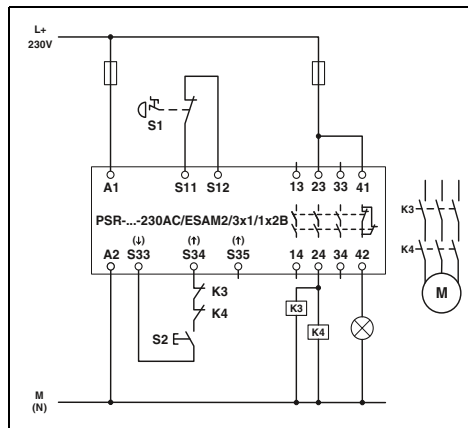 L+
230V
S1
A1 S11 S12 13 23 33 41
PSR-...-230AC/ESAM2/3x1/1x2B
(↓) (↑) (↑)
A2 S33 S34 S35 14 24 34 42
K3
K4
S2
K3
K4
K3
K4
M
M
(N)